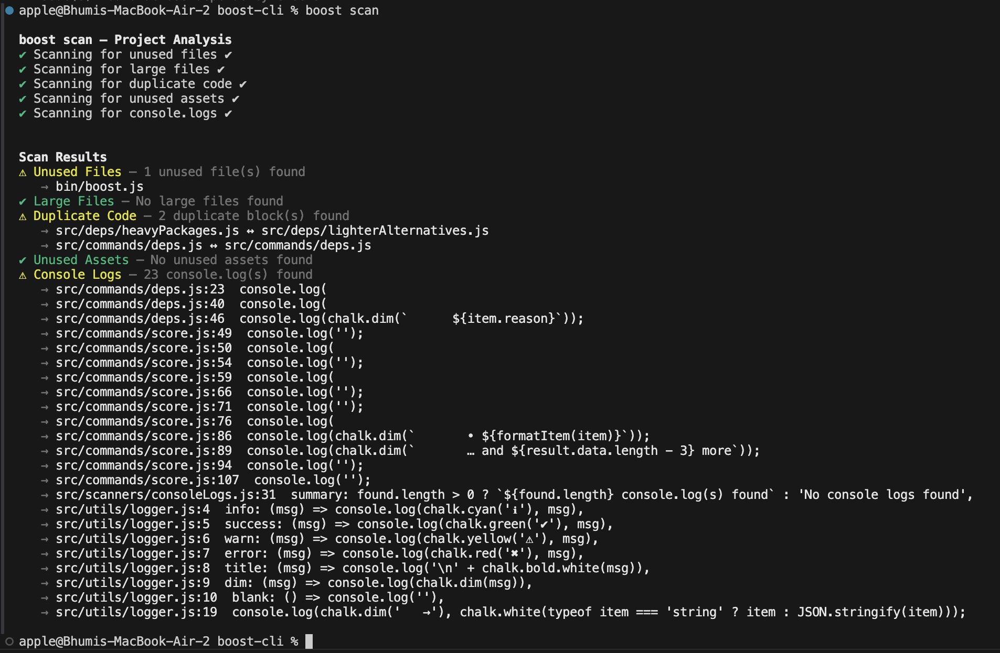 apple@Bhumis-MacBook-Air-2 boost-cli % boost scan
boost scan — Project Analysis
✔ Scanning for unused files ✔
✔ Scanning for large files ✔
✔ Scanning for duplicate code ✔
✔ Scanning for unused assets ✔
✔ Scanning for console.logs ✔
Scan Results
⚠ Unused Files — 1 unused file(s) found
→ bin/boost.js
✔ Large Files — No large files found
⚠ Duplicate Code — 2 duplicate block(s) found
→ src/deps/heavyPackages.js ↔ src/deps/lighterAlternatives.js
→ src/commands/deps.js ↔ src/commands/deps.js
✔ Unused Assets — No unused assets found
⚠ Console Logs — 23 console.log(s) found
→ src/commands/deps.js:23  console.log(
→ src/commands/deps.js:40  console.log(
→ src/commands/deps.js:46  console.log(chalk.dim(`      ${item.reason}`));
→ src/commands/score.js:49  console.log('');
→ src/commands/score.js:50  console.log(
→ src/commands/score.js:54  console.log('');
→ src/commands/score.js:59  console.log(
→ src/commands/score.js:66  console.log('');
→ src/commands/score.js:71  console.log('');
→ src/commands/score.js:76  console.log(
→ src/commands/score.js:86  console.log(chalk.dim(`       • ${formatItem(item)}`));
→ src/commands/score.js:89  console.log(chalk.dim(`       … and ${result.data.length - 3} more`));
→ src/commands/score.js:94  console.log('');
→ src/commands/score.js:107  console.log('');
→ src/scanners/consoleLogs.js:31  summary: found.length > 0 ? `${found.length} console.log(s) found` : 'No console logs found',
→ src/utils/logger.js:4  info: (msg) => console.log(chalk.cyan('ℹ'), msg),
→ src/utils/logger.js:5  success: (msg) => console.log(chalk.green('✔'), msg),
→ src/utils/logger.js:6  warn: (msg) => console.log(chalk.yellow('⚠'), msg),
→ src/utils/logger.js:7  error: (msg) => console.log(chalk.red('✖'), msg),
→ src/utils/logger.js:8  title: (msg) => console.log('\n' + chalk.bold.white(msg)),
→ src/utils/logger.js:9  dim: (msg) => console.log(chalk.dim(msg)),
→ src/utils/logger.js:10  blank: () => console.log(''),
→ src/utils/logger.js:19  console.log(chalk.dim('   →'), chalk.white(typeof item === 'string' ? item : JSON.stringify(item)));
apple@Bhumis-MacBook-Air-2 boost-cli %